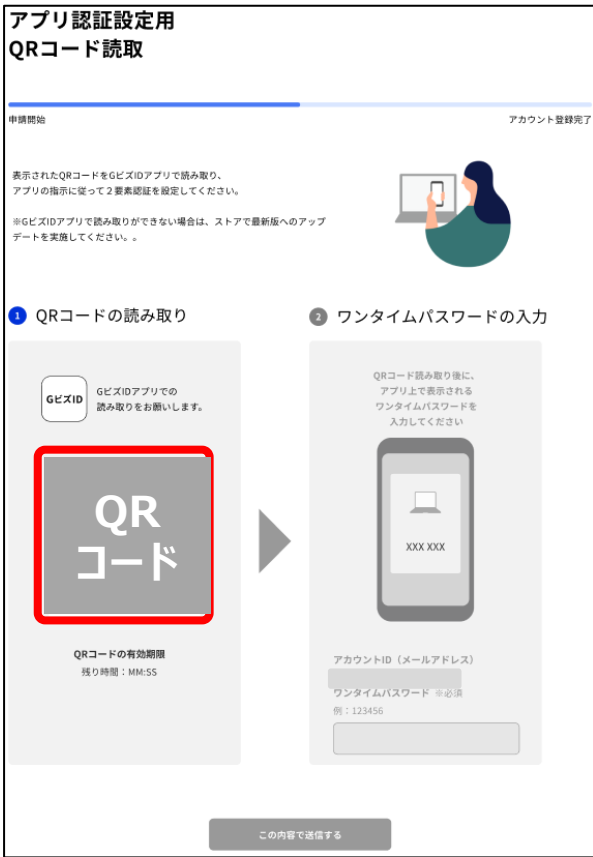 アプリ認証設定用
QRコード読取
申請開始
アカウント登録完了
表示されたQRコードをGビズIDアプリで読み取り、
アプリの指示に従って２要素認証を設定してください。
※GビズIDアプリで読み取りができない場合は、ストアで最新版へのアップ
デートを実施してください。。
1 QRコードの読み取り
GビズID
GビズIDアプリでの
読み取りをお願いします。
QR
コード
QRコードの有効期限
残り時間：MM:SS
2 ワンタイムパスワードの入力
QRコード読み取り後に、
アプリ上で表示される
ワンタイムパスワードを
入力してください
XXX XXX
アカウントID（メールアドレス）
ワンタイムパスワード ※必須
例：123456
この内容で送信する